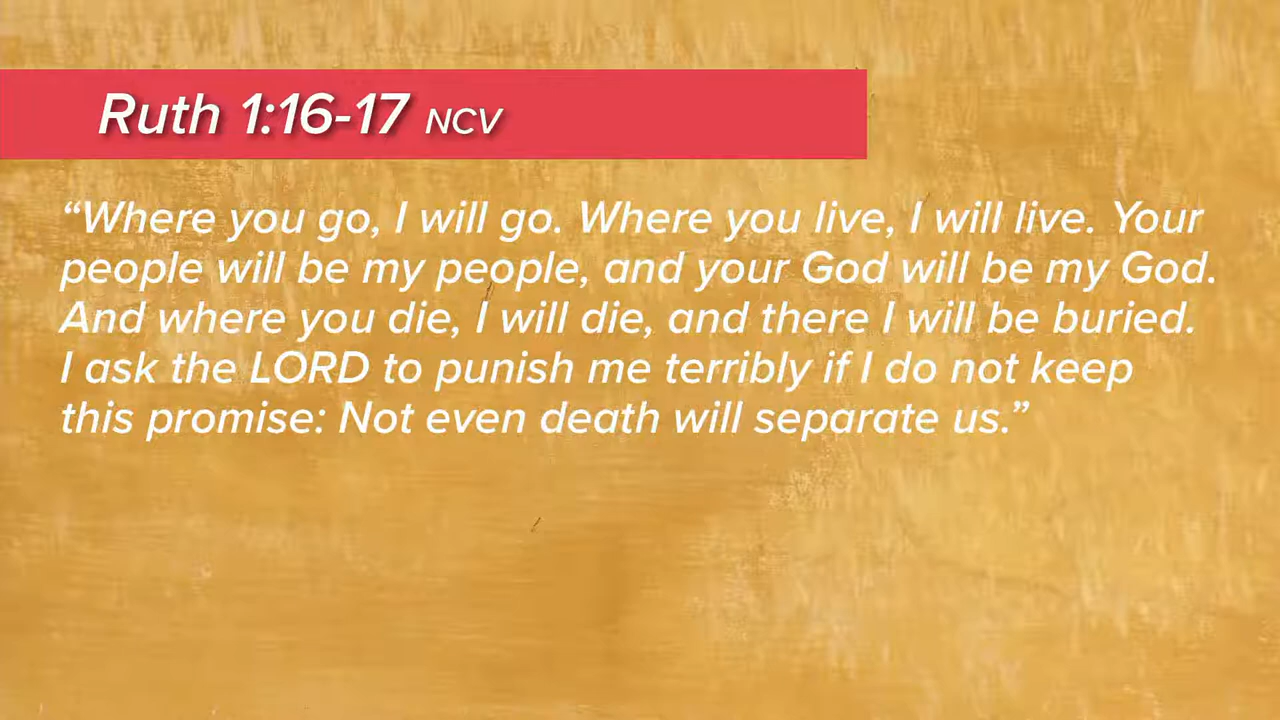 Ruth 1:16-17 NCV
“Where you go, I will go. Where you live, I will live. Your
people will be my people, and your God will be my God.
And where you die, I will die, and there I will be buried.
I ask the LORD to punish me terribly if I do not keep
this promise: Not even death will separate us.”